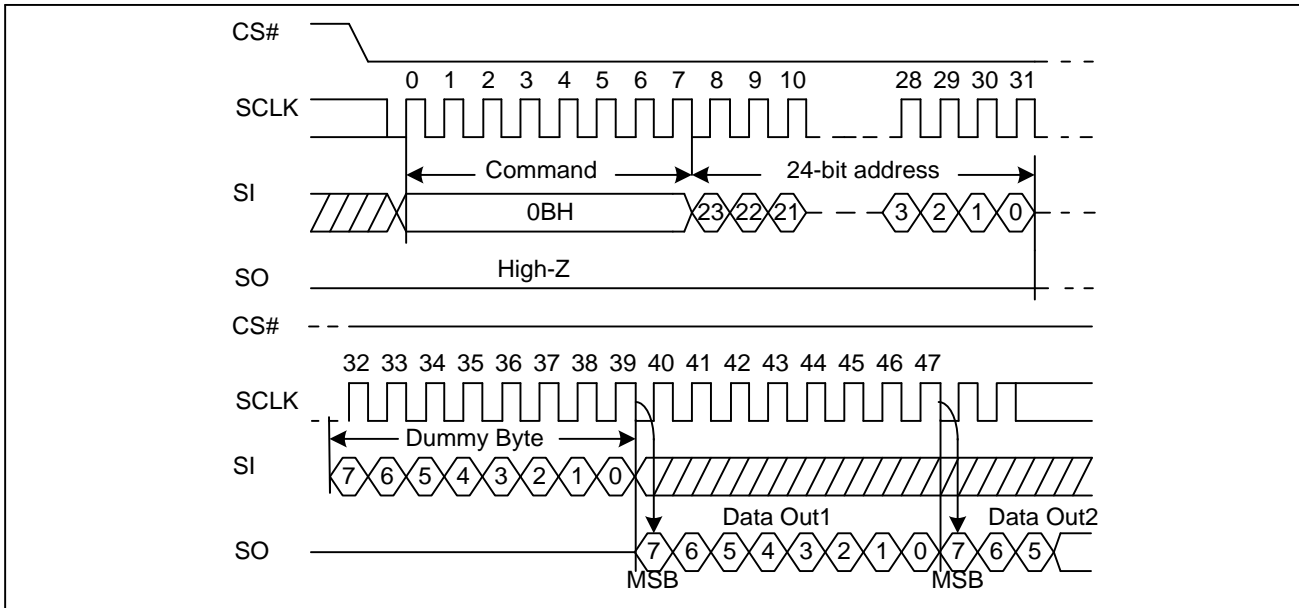 CS#
0 1 2 3 4 5 6 7 8 9 10 28 29 30 31
SCLK
Command 24-bit address
SI 0BH 23 22 21 3 2 1 0
SO High-Z
CS#
32 33 34 35 36 37 38 39 40 41 42 43 44 45 46 47
SCLK
Dummy Byte
SI 7 6 5 4 3 2 1 0
Data Out1 Data Out2
SO 7 6 5 4 3 2 1 0 7 6 5
MSB MSB